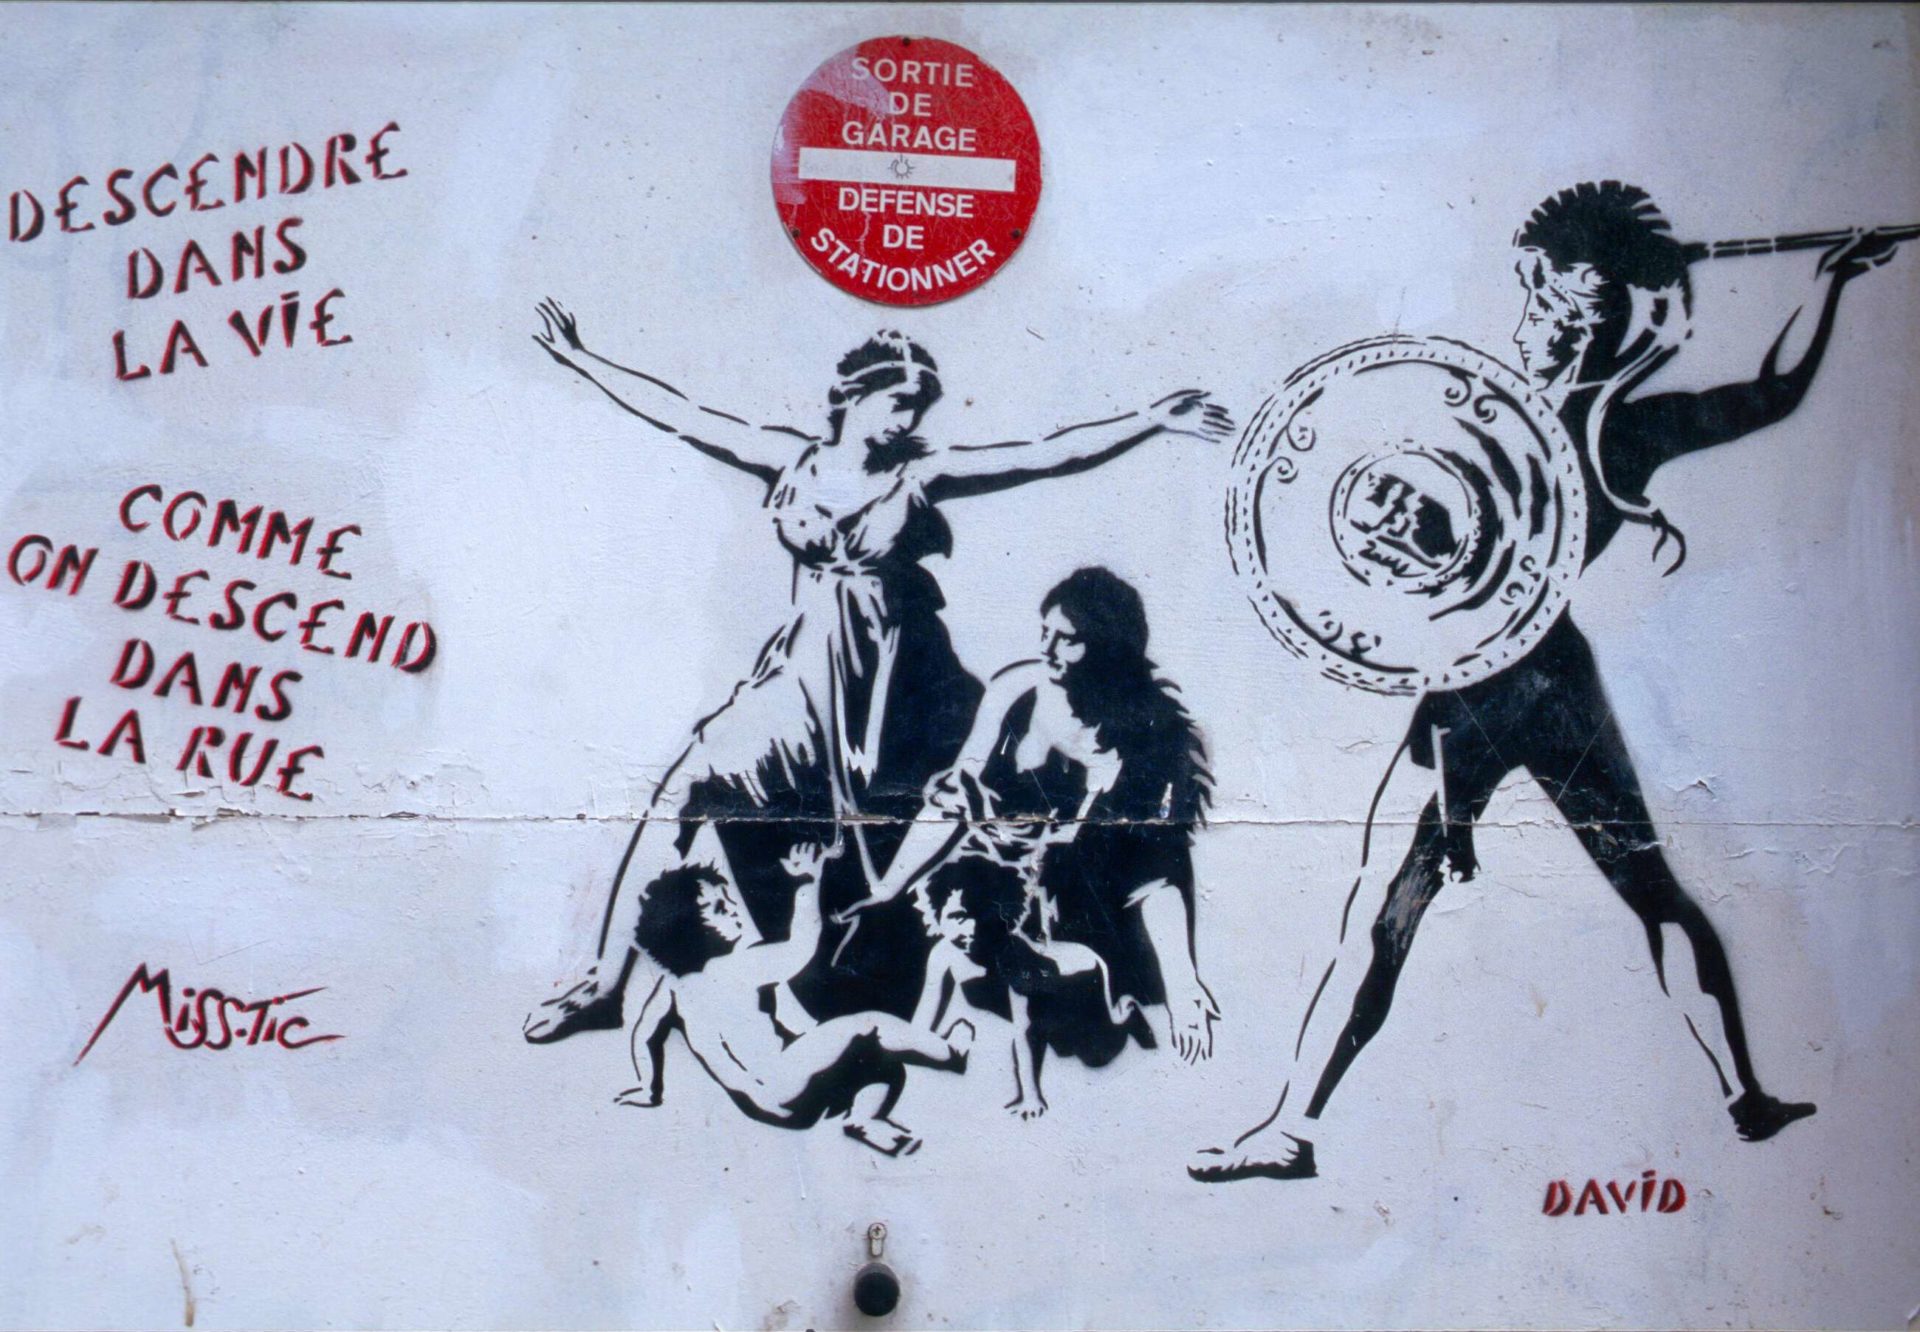 DESCENDRE
DANS
LA VIE
COMME
ON DESCEND
DANS
LA RUE
MiSS.TiC
SORTIE
DE
GARAGE
DEFENSE
DE
STATIONNER
DAViD